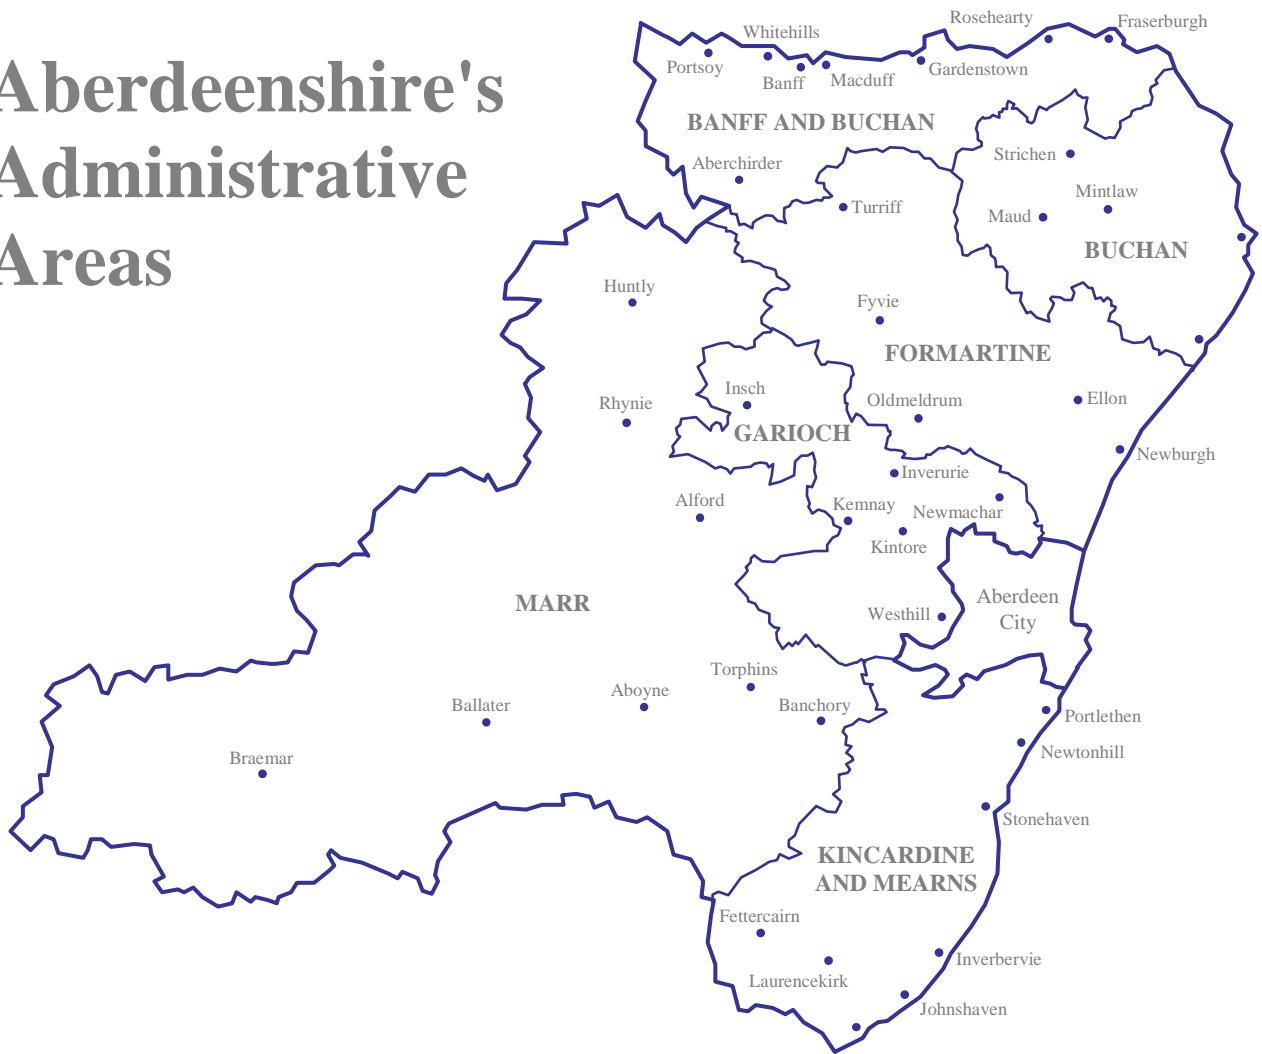 Aberdeenshire's
Administrative
Areas
Rosehearty
Fraserburgh
Whitehills
Portsoy
Banff
Macduff
Gardenstown
BANFF AND BUCHAN
Aberchirder
Strichen
Mintlaw
Maud
Turriff
BUCHAN
Huntly
Fyvie
FORMARTINE
Insch
Rhynie
Oldmeldrum
Ellon
GARIOCH
Newburgh
Inverurie
Alford
Kemnay
Newmachar
Kintore
MARR
Aberdeen
City
Westhill
Torphins
Aboyne
Ballater
Banchory
Portlethen
Braemar
Newtonhill
Stonehaven
KINCARDINE
AND MEARNS
Fettercairn
Inverbervie
Laurencekirk
Johnshaven